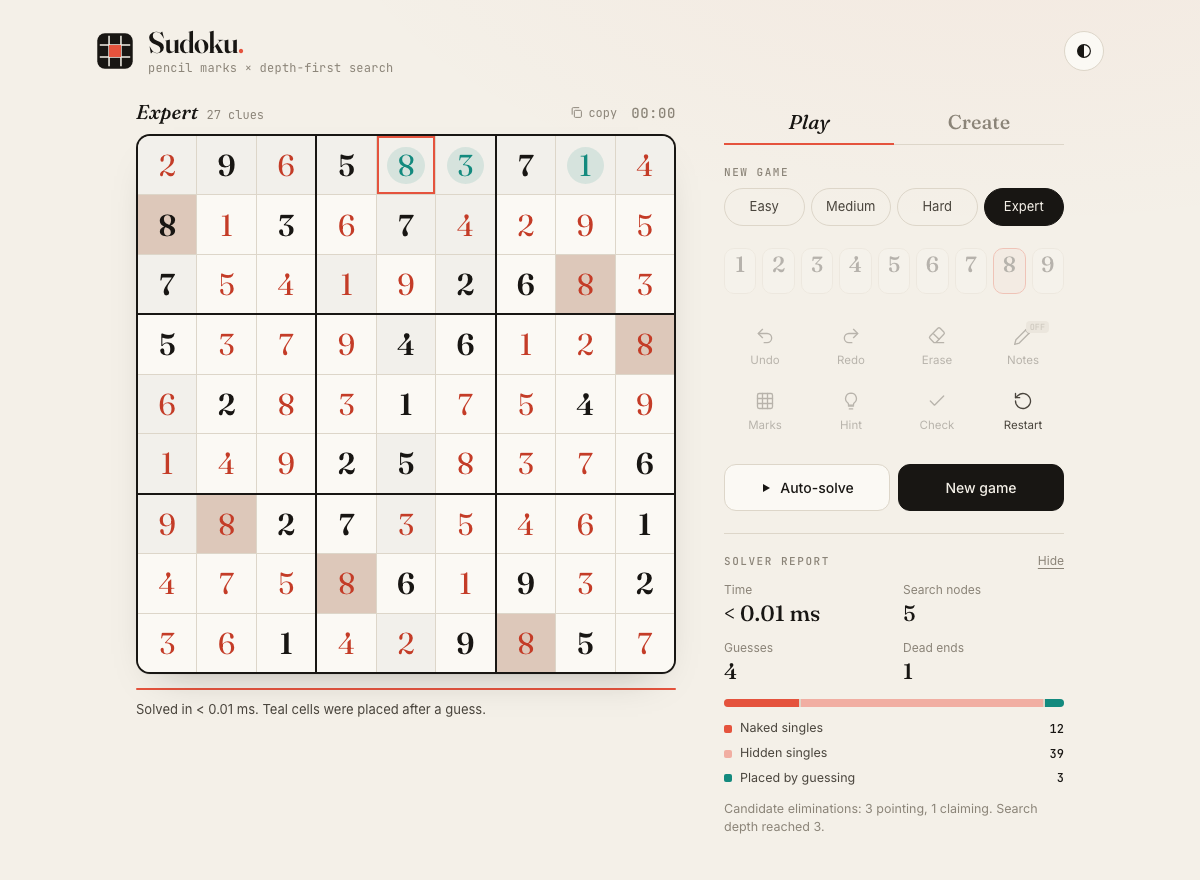 Sudoku.
pencil marks × depth-first search
Expert 27 clues
copy 00:00
2 9 6 5 8 3 7 1 4
8 1 3 6 7 4 2 9 5
7 5 4 1 9 2 6 8 3
5 3 7 9 4 6 1 2 8
6 2 8 3 1 7 5 4 9
1 4 9 2 5 8 3 7 6
9 8 2 7 3 5 4 6 1
4 7 5 8 6 1 9 3 2
3 6 1 4 2 9 8 5 7
Solved in < 0.01 ms. Teal cells were placed after a guess.
Play Create
NEW GAME
Easy Medium Hard Expert
1 2 3 4 5 6 7 8 9
OFF
Undo Redo Erase Notes
Marks Hint Check Restart
Auto-solve New game
SOLVER REPORT Hide
Time Search nodes
< 0.01 ms 5
Guesses Dead ends
4 1
Naked singles 12
Hidden singles 39
Placed by guessing 3
Candidate eliminations: 3 pointing, 1 claiming. Search
depth reached 3.